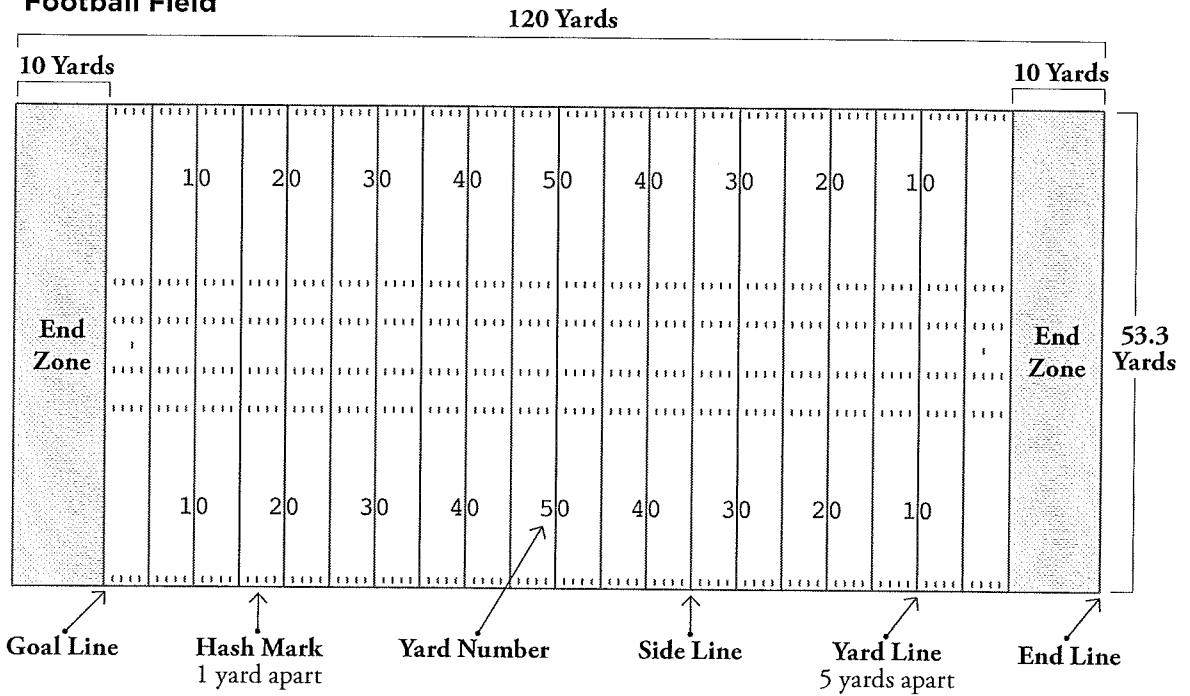 Football Field
120 Yards
10 Yards
10 Yards
10 20 30 40 50 40 30 20 10
End
Zone
End
Zone
53.3
Yards
10 20 30 40 50 40 30 20 10
Goal Line
Hash Mark
1 yard apart
Yard Number
Side Line
Yard Line
5 yards apart
End Line